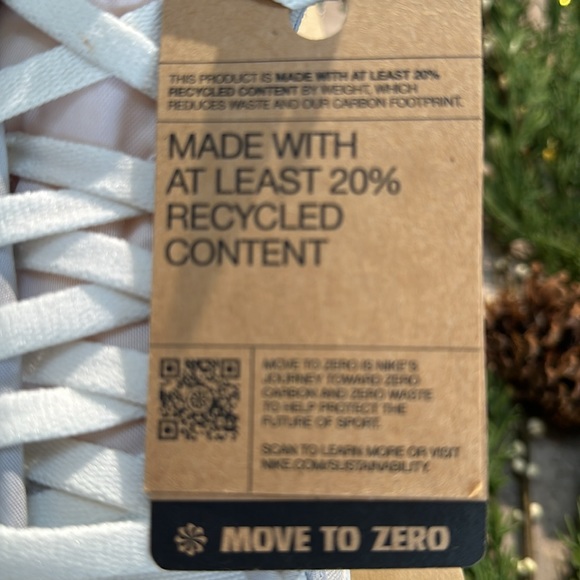 THIS PRODUCT IS MADE WITH AT LEAST 20%
RECYCLED CONTENT BY WEIGHT, WHICH
REDUCES WASTE AND OUR CARBON FOOTPRINT.
MADE WITH
AT LEAST 20%
RECYCLED
CONTENT
MOVE TO ZERO IS NIKE'S
JOURNEY TOWARD ZERO
CARBON AND ZERO WASTE
TO HELP PROTECT THE
FUTURE OF SPORT.
SCAN TO LEARN MORE OR VISIT
NIKE.COM/SUSTAINABILITY.
MOVE TO ZERO